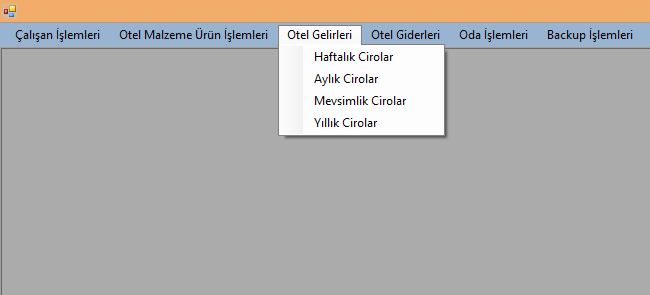 Çalışan İşlemleri Otel Malzeme Ürün İşlemleri Otel Gelirleri Otel Giderleri Oda İşlemleri Backup İşlemleri
Haftalık Cirolar
Aylık Cirolar
Mevsimlik Cirolar
Yıllık Cirolar